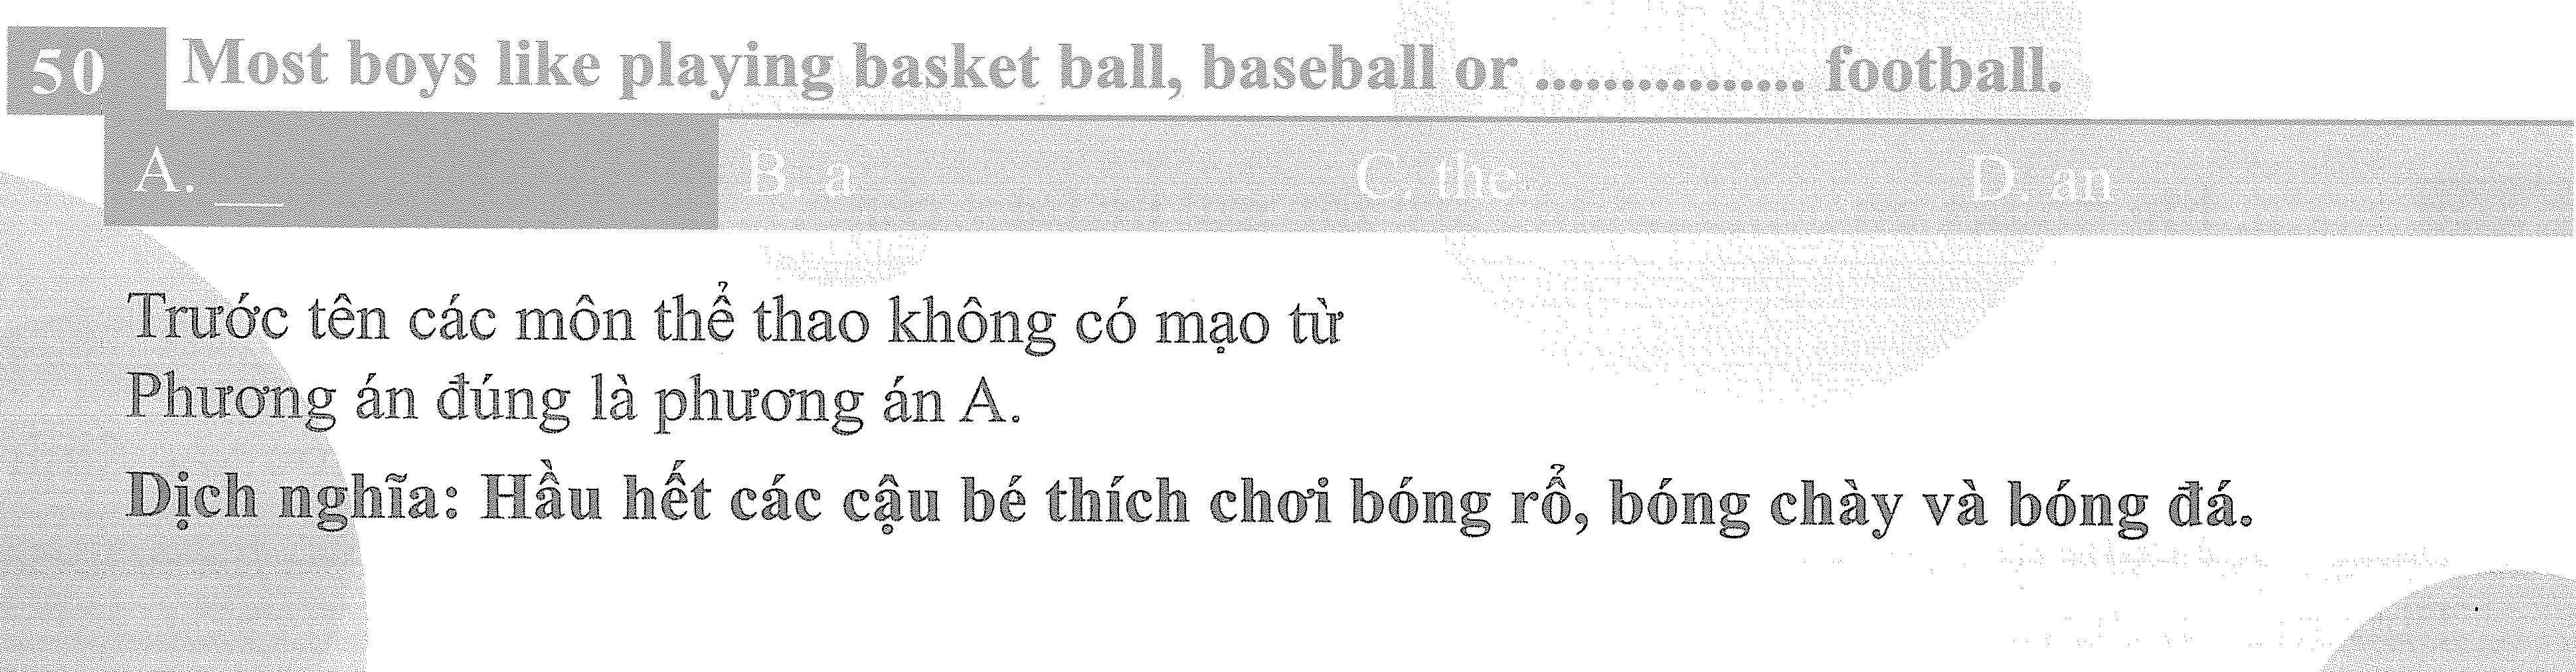 50 Most boys like playing basket ball, baseball or ............... football.
A. ___ B. a C. the D. an
Trước tên các môn thể thao không có mạo từ
Phương án đúng là phương án A.
Dịch nghĩa: Hầu hết các cậu bé thích chơi bóng rổ, bóng chày và bóng đá.